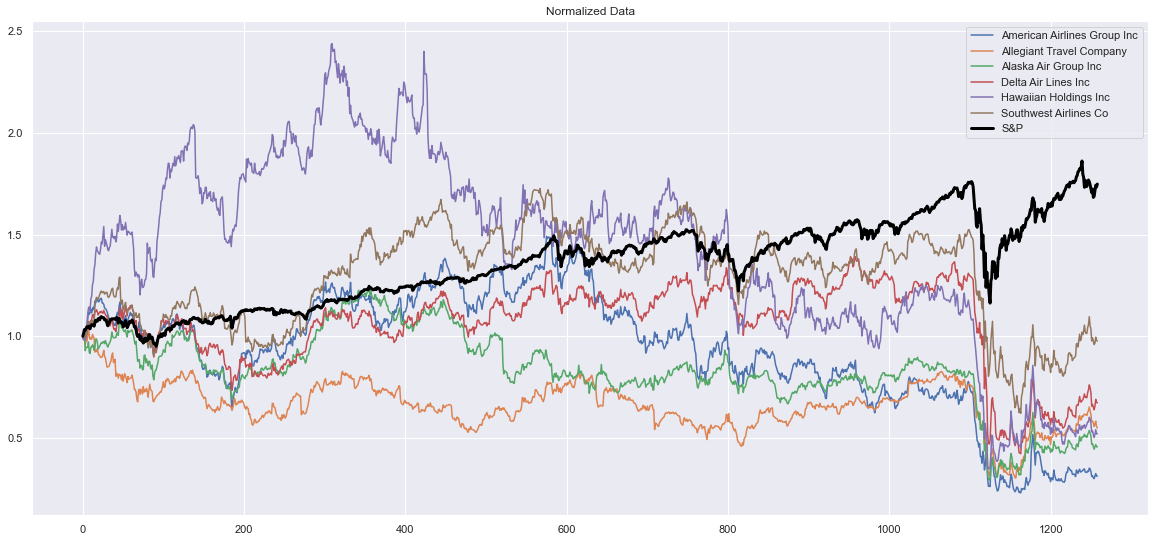 Normalized Data
2.5
2.0
1.5
1.0
0.5
0
200
400
600
800
1000
1200
American Airlines Group Inc
Allegiant Travel Company
Alaska Air Group Inc
Delta Air Lines Inc
Hawaiian Holdings Inc
Southwest Airlines Co
S&P